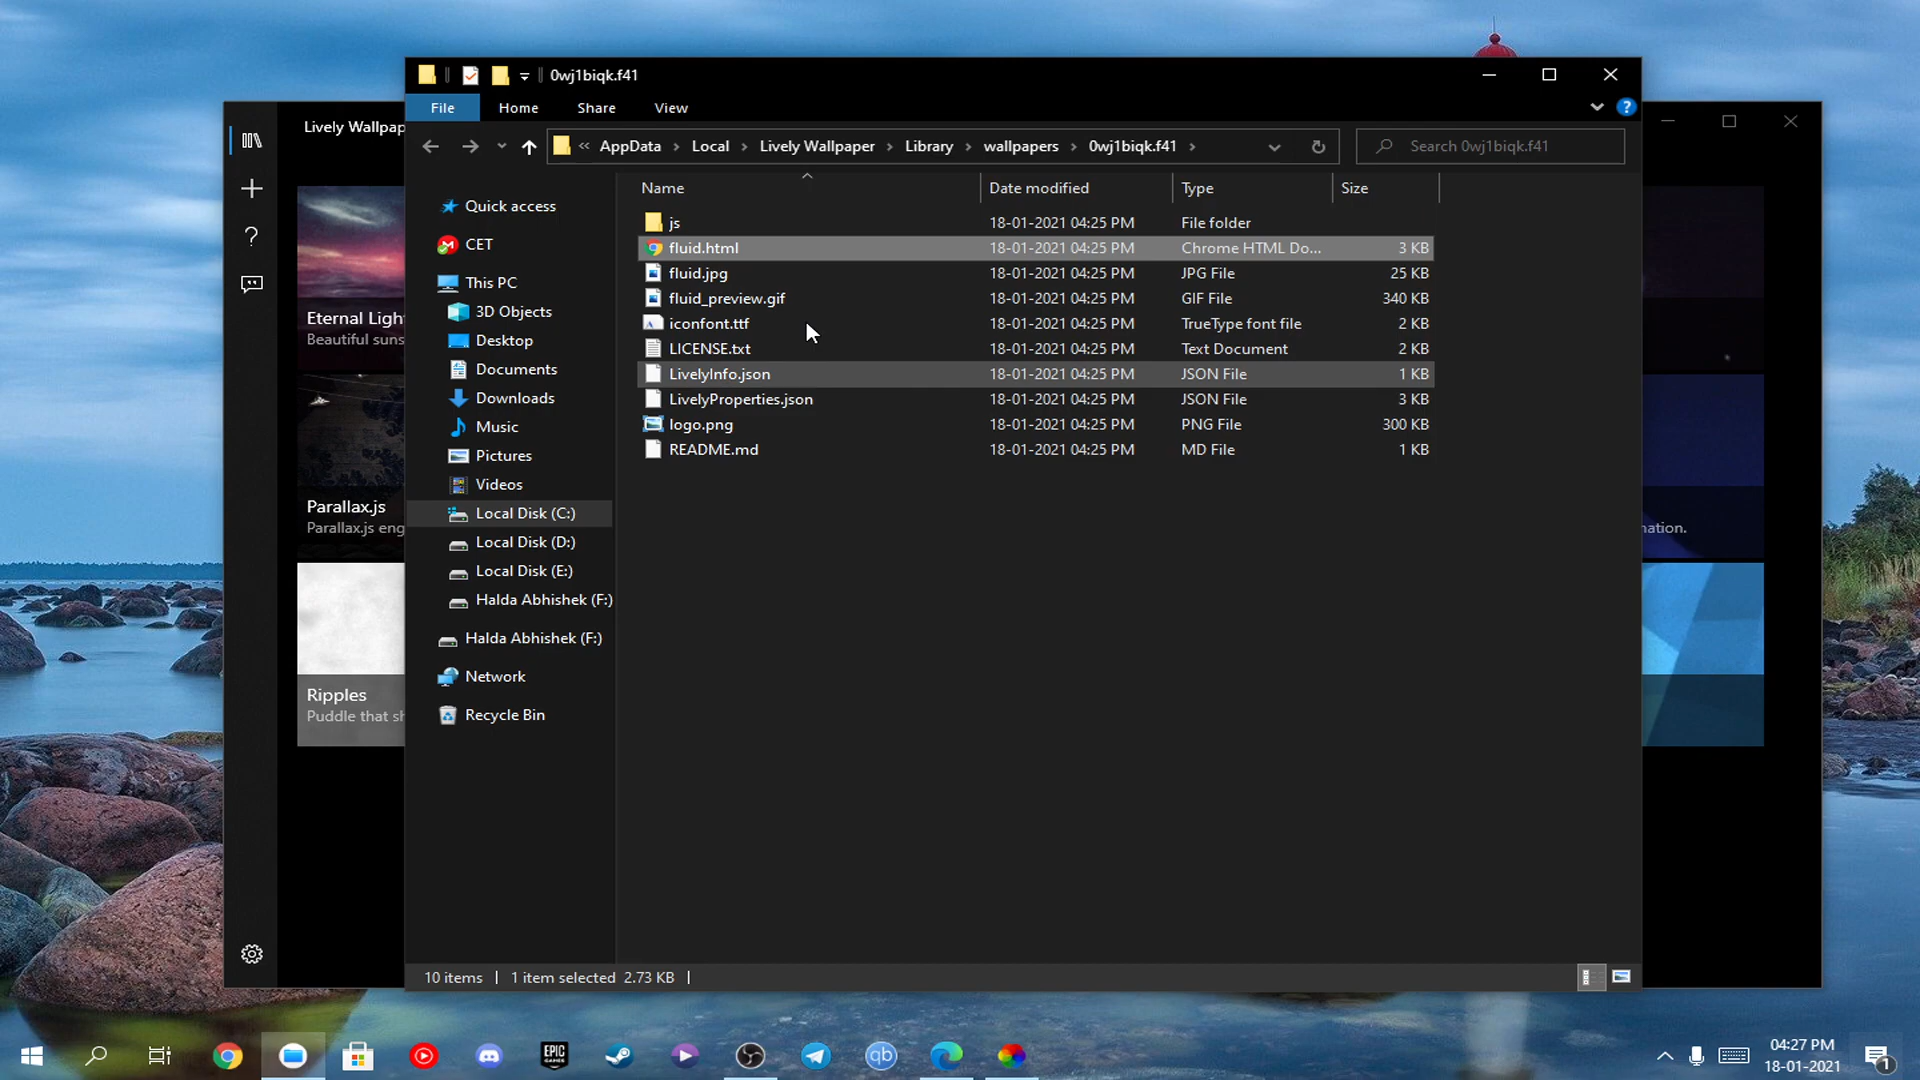 0wj1biqk.f41
File Home Share View
« AppData > Local > Lively Wallpaper > Library > wallpapers > 0wj1biqk.f41 >
Search 0wj1biqk.f41
Name Date modified Type Size
js 18-01-2021 04:25 PM File folder
fluid.html 18-01-2021 04:25 PM Chrome HTML Do... 3 KB
fluid.jpg 18-01-2021 04:25 PM JPG File 25 KB
fluid_preview.gif 18-01-2021 04:25 PM GIF File 340 KB
iconfont.ttf 18-01-2021 04:25 PM TrueType font file 2 KB
LICENSE.txt 18-01-2021 04:25 PM Text Document 2 KB
LivelyInfo.json 18-01-2021 04:25 PM JSON File 1 KB
LivelyProperties.json 18-01-2021 04:25 PM JSON File 3 KB
logo.png 18-01-2021 04:25 PM PNG File 300 KB
README.md 18-01-2021 04:25 PM MD File 1 KB
Quick access
CET
This PC
3D Objects
Desktop
Documents
Downloads
Music
Pictures
Videos
Local Disk (C:)
Local Disk (D:)
Local Disk (E:)
Halda Abhishek (F:)
Halda Abhishek (F:)
Network
Recycle Bin
10 items | 1 item selected 2.73 KB |
Lively Wallpap
Eternal Ligh
Beautiful suns
Parallax.js
Parallax.js eng
Ripples
Puddle that sh
nation.
EPIC
GAMES
qb
04:27 PM
18-01-2021
1